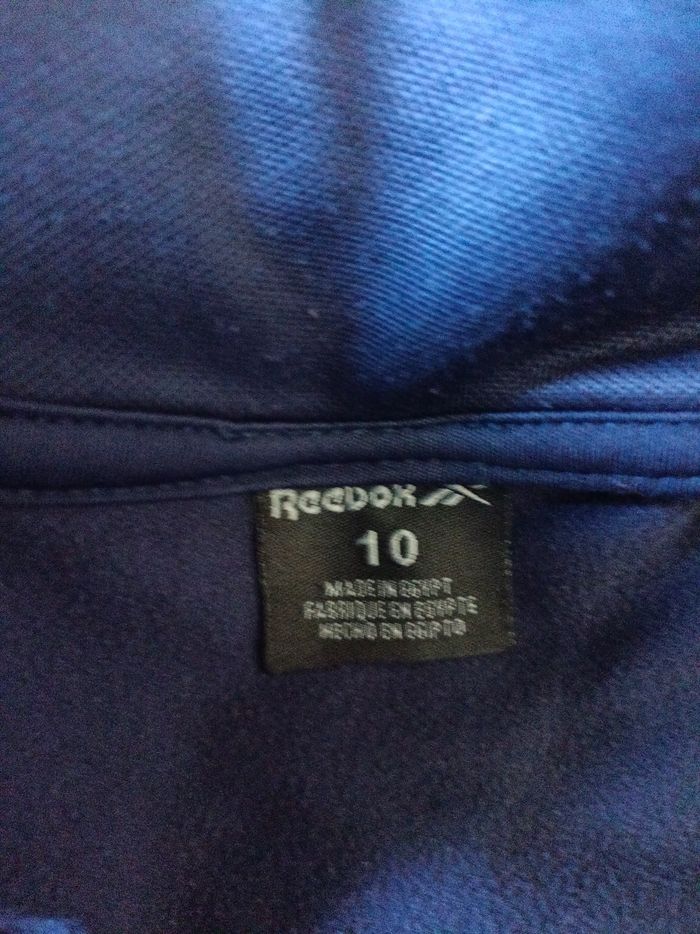 Reebok
10
MADE IN EGYPT
FABRIQUE EN EGYPTE
HECHO EN EGIPTO